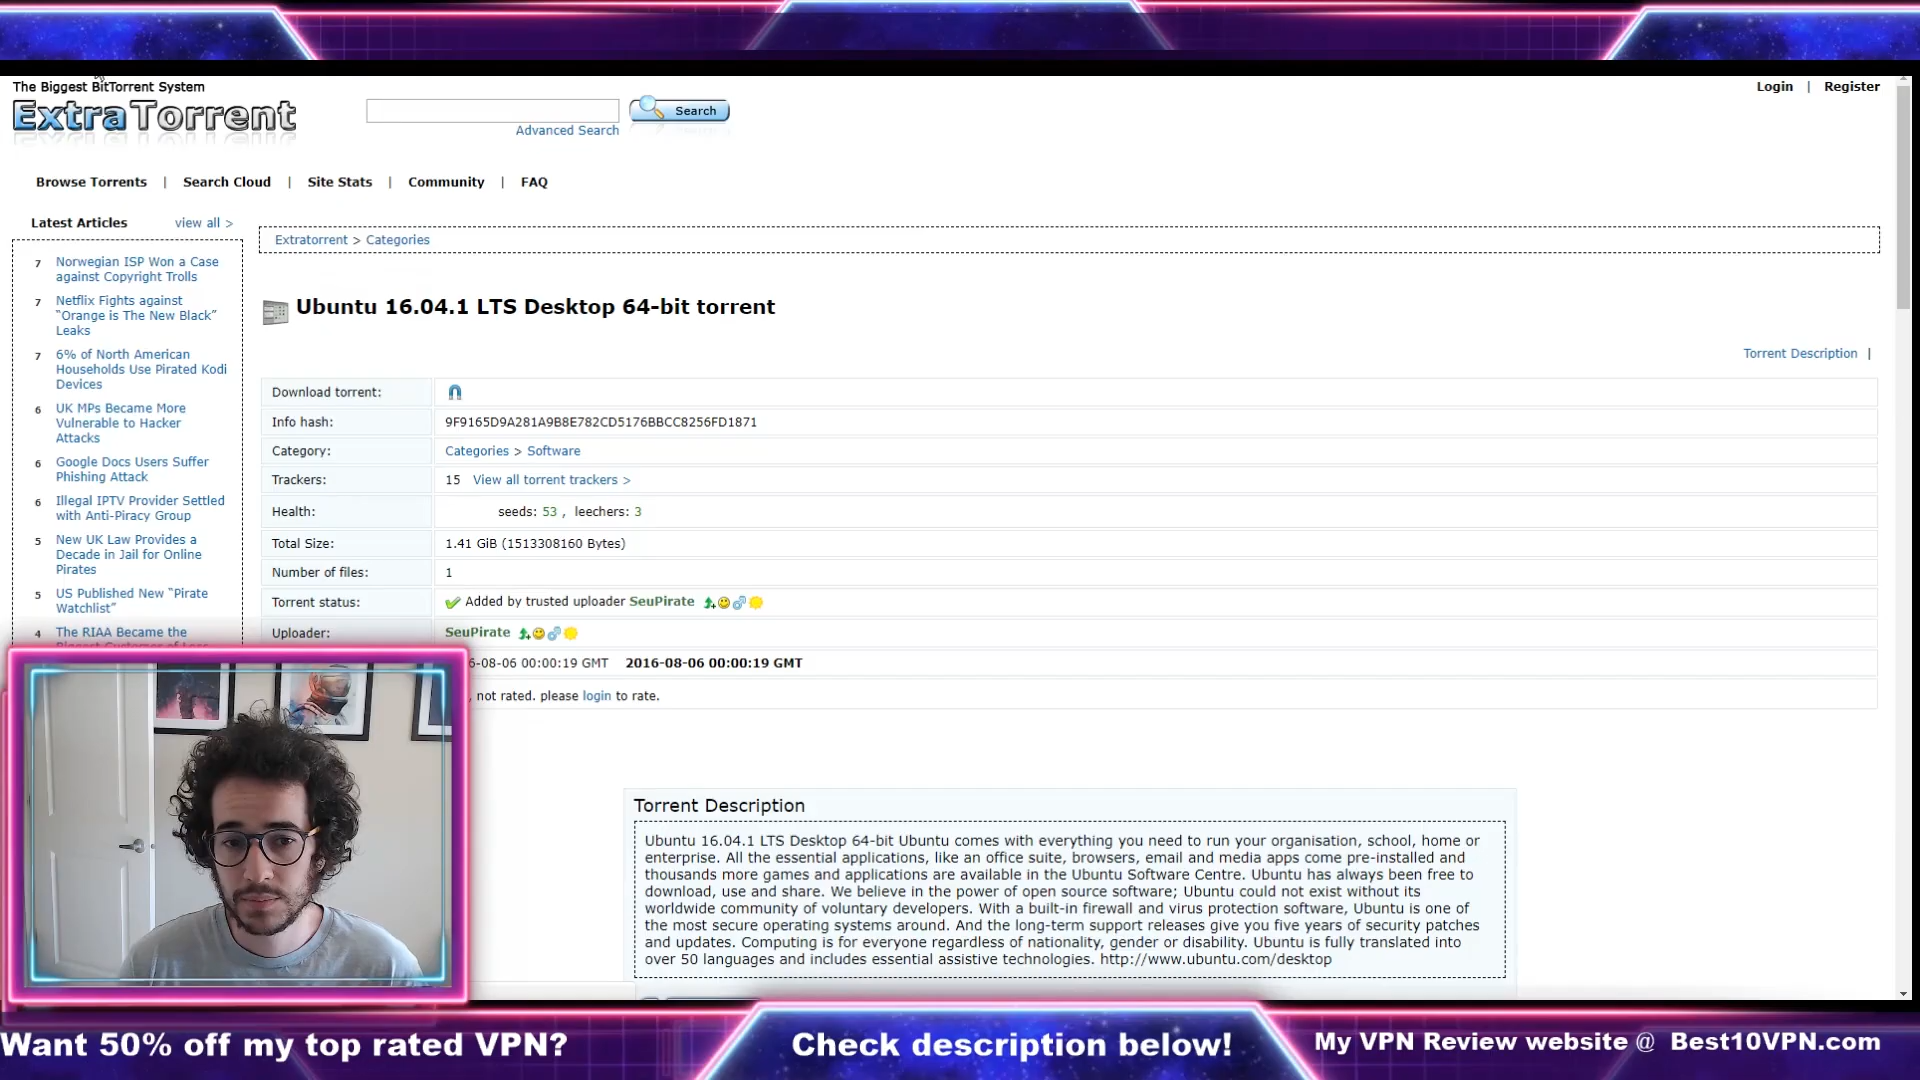 The Biggest BitTorrent System
ExtraTorrent
Search
Advanced Search
Login | Register
Browse Torrents | Search Cloud | Site Stats | Community | FAQ
Latest Articles view all >
7 Norwegian ISP Won a Case
against Copyright Trolls
7 Netflix Fights against
“Orange is The New Black”
Leaks
7 6% of North American
Households Use Pirated Kodi
Devices
6 UK MPs Became More
Vulnerable to Hacker
Attacks
6 Google Docs Users Suffer
Phishing Attack
6 Illegal IPTV Provider Settled
with Anti-Piracy Group
5 New UK Law Provides a
Decade in Jail for Online
Pirates
5 US Published New “Pirate
Watchlist”
4 The RIAA Became the
Extratorrent > Categories
Ubuntu 16.04.1 LTS Desktop 64-bit torrent
Torrent Description |
Download torrent:
Info hash: 9F9165D9A281A9B8E782CD5176BBCC8256FD1871
Category: Categories > Software
Trackers: 15 View all torrent trackers >
Health: seeds: 53 , leechers: 3
Total Size: 1.41 GiB (1513308160 Bytes)
Number of files: 1
Torrent status: Added by trusted uploader SeuPirate
Uploader: SeuPirate
6-08-06 00:00:19 GMT 2016-08-06 00:00:19 GMT
, not rated. please login to rate.
Torrent Description
Ubuntu 16.04.1 LTS Desktop 64-bit Ubuntu comes with everything you need to run your organisation, school, home or
enterprise. All the essential applications, like an office suite, browsers, email and media apps come pre-installed and
thousands more games and applications are available in the Ubuntu Software Centre. Ubuntu has always been free to
download, use and share. We believe in the power of open source software; Ubuntu could not exist without its
worldwide community of voluntary developers. With a built-in firewall and virus protection software, Ubuntu is one of
the most secure operating systems around. And the long-term support releases give you five years of security patches
and updates. Computing is for everyone regardless of nationality, gender or disability. Ubuntu is fully translated into
over 50 languages and includes essential assistive technologies. http://www.ubuntu.com/desktop
Want 50% off my top rated VPN?
Check description below!
My VPN Review website @ Best10VPN.com